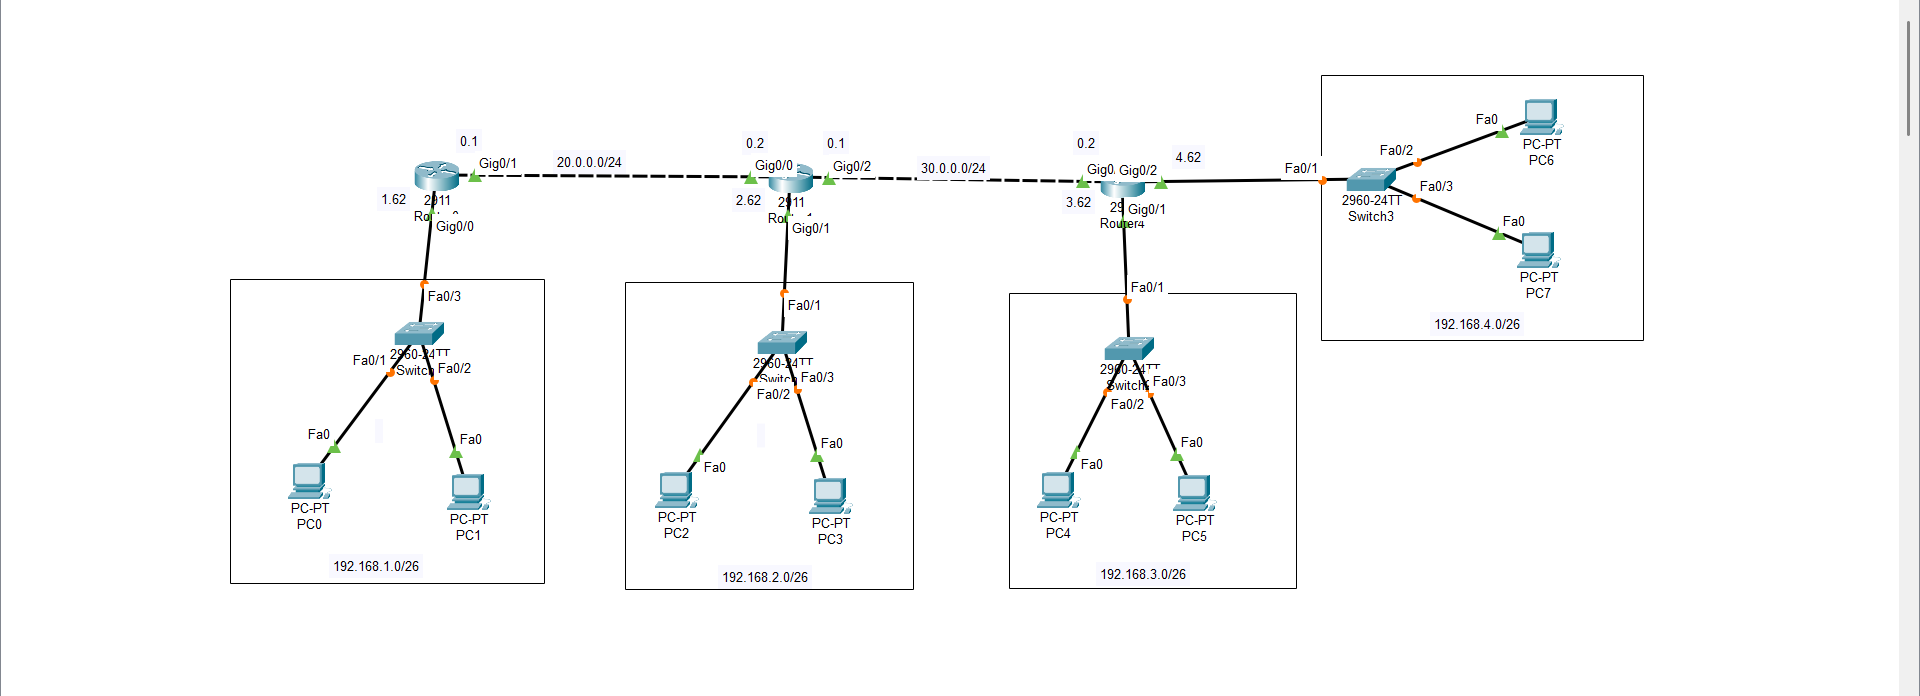 0.1
Gig0/1
20.0.0.0/24
0.2
Gig0/0
0.1
Gig0/2
30.0.0.0/24
0.2
Gig0/2
4.62
Fa0/1
Fa0/2
Fa0
PC-PT
PC6
Fa0/3
2960-24TT
Switch3
Fa0
PC-PT
PC7
192.168.4.0/26
1.62
2911
Gig0/0
2.62
2911
Gig0/1
3.62
Gig0/1
Router4
Fa0/3
2960-24TT
Switch
Fa0/1
Fa0/2
Fa0
Fa0
PC-PT
PC0
PC-PT
PC1
192.168.1.0/26
Fa0/1
2960-24TT
Switch
Fa0/3
Fa0/2
Fa0
Fa0
PC-PT
PC2
PC-PT
PC3
192.168.2.0/26
Fa0/1
2960-24TT
Switch
Fa0/3
Fa0/2
Fa0
Fa0
PC-PT
PC4
PC-PT
PC5
192.168.3.0/26